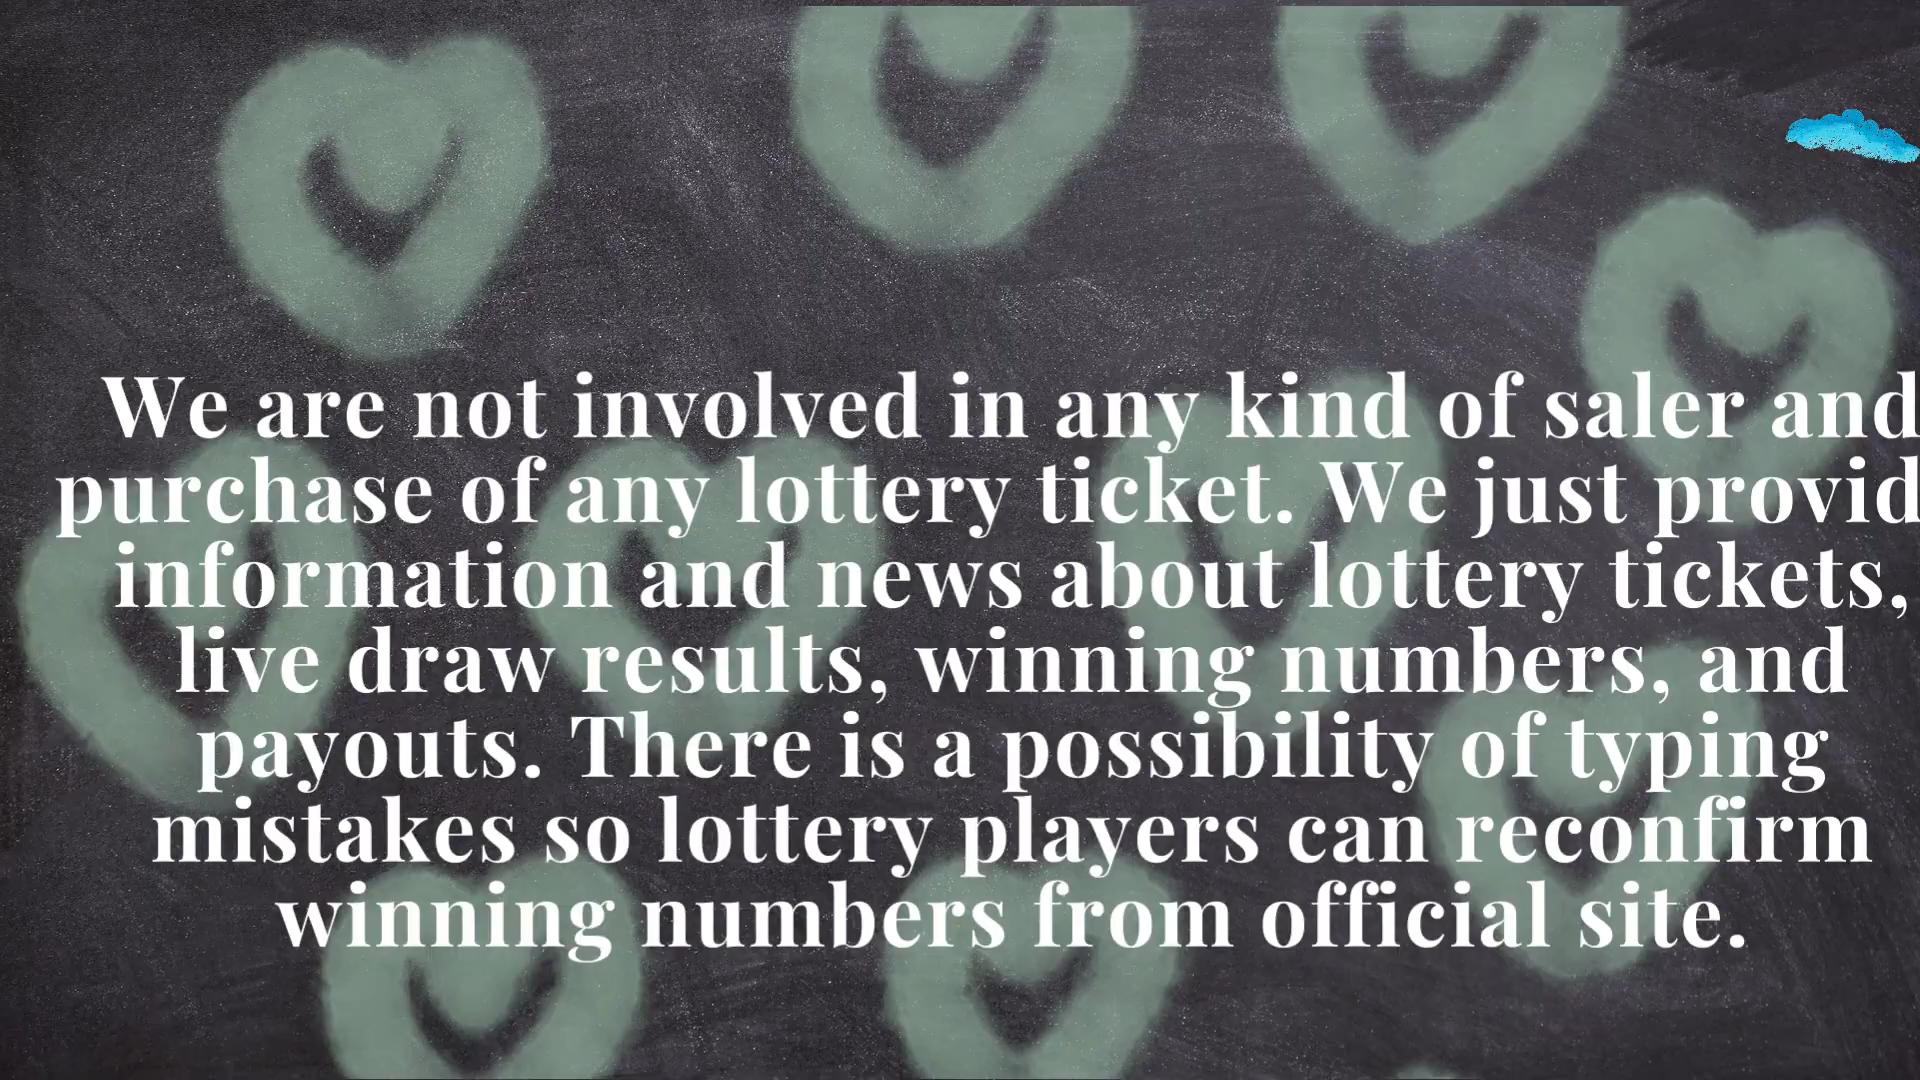 We are not involved in any kind of saler and
purchase of any lottery ticket. We just provid
information and news about lottery tickets,
live draw results, winning numbers, and
payouts. There is a possibility of typing
mistakes so lottery players can reconfirm
winning numbers from official site.